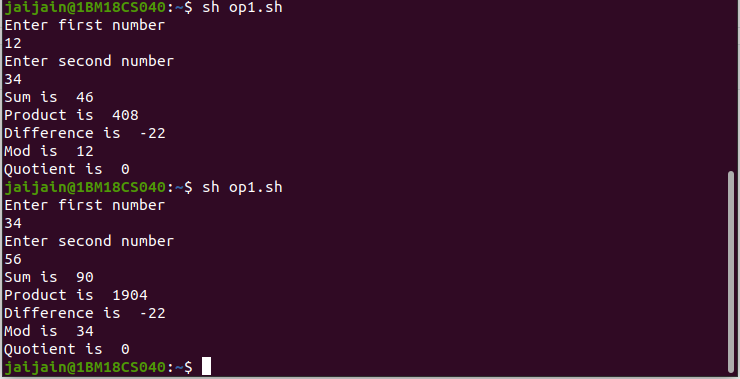 jaijain@1BM18CS040:~$ sh op1.sh
Enter first number
12
Enter second number
34
Sum is  46
Product is  408
Difference is  -22
Mod is  12
Quotient is  0
jaijain@1BM18CS040:~$ sh op1.sh
Enter first number
34
Enter second number
56
Sum is  90
Product is  1904
Difference is  -22
Mod is  34
Quotient is  0
jaijain@1BM18CS040:~$